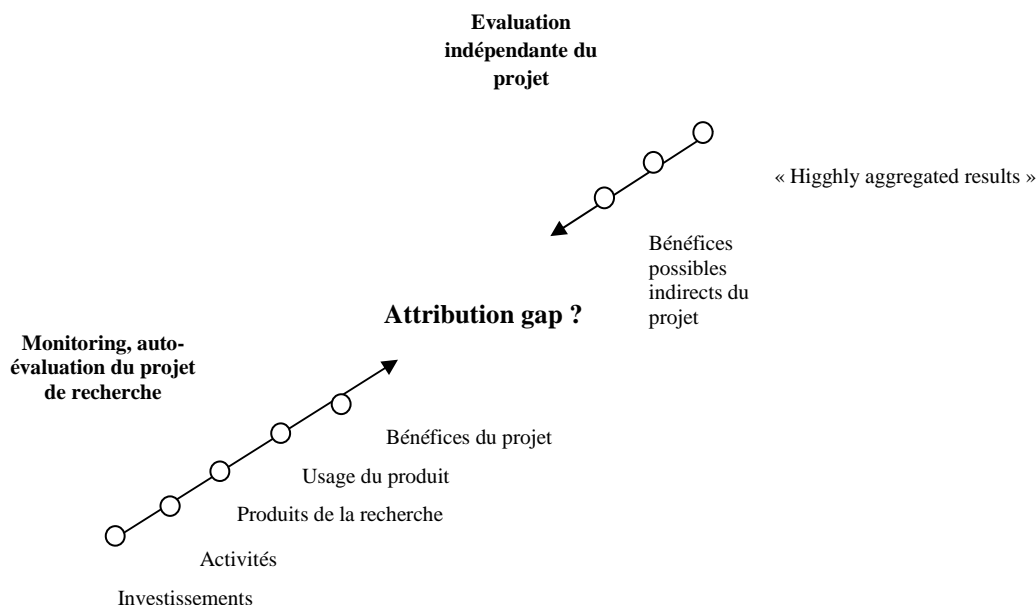 Evaluation
indépendante du
projet
« Higghly aggregated results »
Bénéfices
possibles
indirects du
projet
Attribution gap ?
Monitoring, auto-
évaluation du projet
de recherche
Bénéfices du projet
Usage du produit
Produits de la recherche
Activités
Investissements